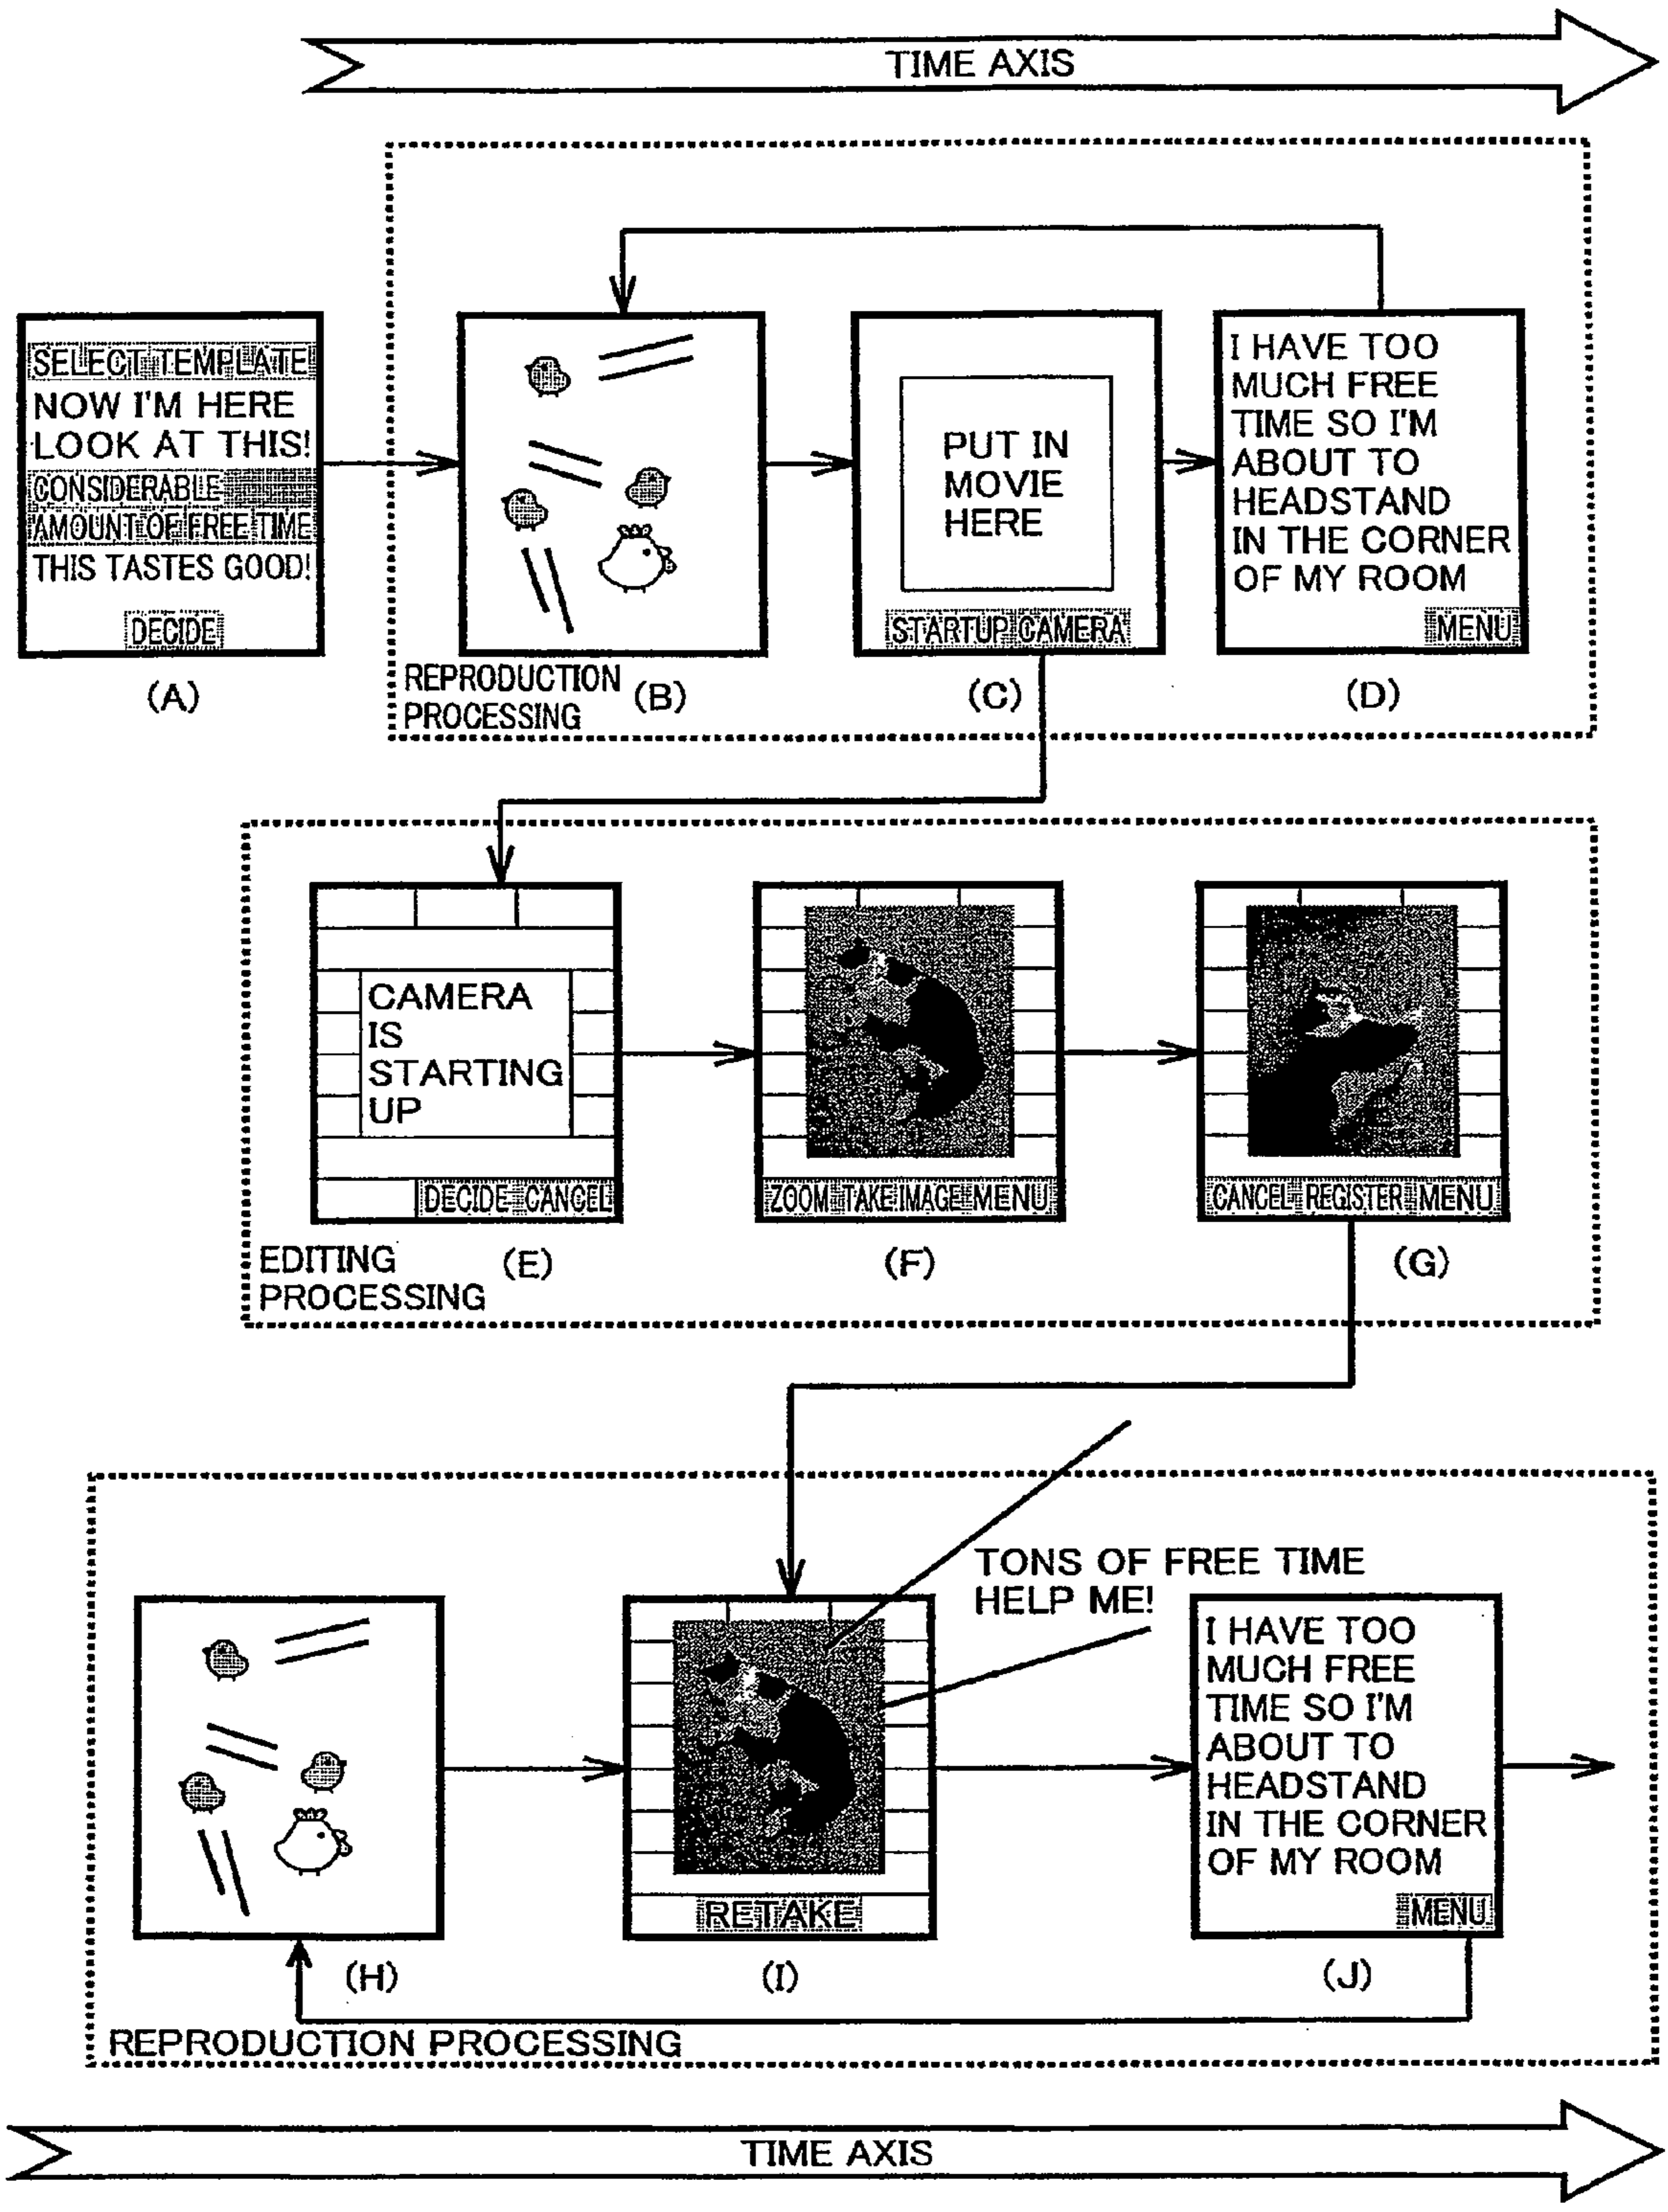 TIME AXIS
SELECT TEMPLATE
NOW I'M HERE
LOOK AT THIS!
CONSIDERABLE
AMOUNT OF FREE TIME
THIS TASTES GOOD!
DECIDE
(A)
PUT IN
MOVIE
HERE
STARTUP CAMERA
I HAVE TOO
MUCH FREE
TIME SO I'M
ABOUT TO
HEADSTAND
IN THE CORNER
OF MY ROOM
MENU
REPRODUCTION
PROCESSING
(B)
(C)
(D)
CAMERA
IS
STARTING
UP
DECIDE CANCEL
ZOOM TAKE IMAGE MENU
CANCEL REGISTER MENU
EDITING
PROCESSING
(E)
(F)
(G)
TONS OF FREE TIME
HELP ME!
RETAKE
I HAVE TOO
MUCH FREE
TIME SO I'M
ABOUT TO
HEADSTAND
IN THE CORNER
OF MY ROOM
MENU
(H)
(I)
(J)
REPRODUCTION PROCESSING
TIME AXIS